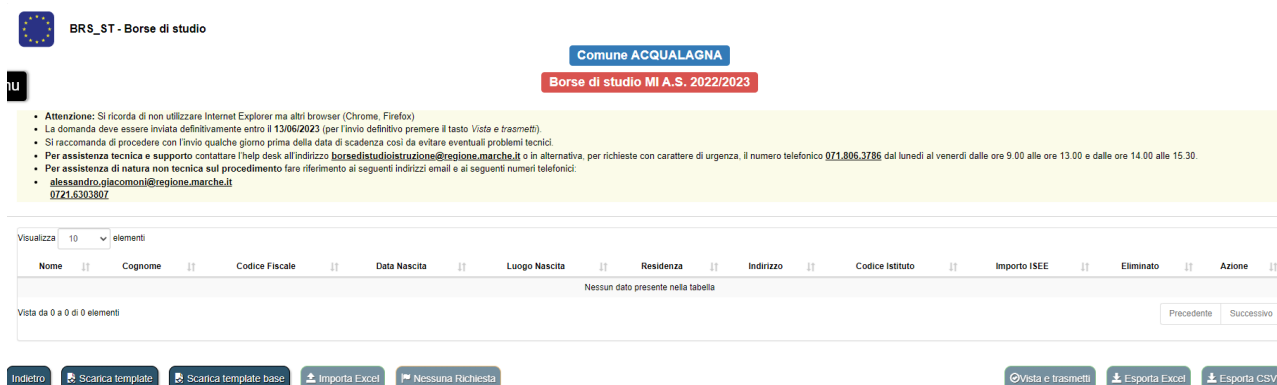 BRS_ST - Borse di studio
Comune ACQUALAGNA
Borse di studio MI A.S. 2022/2023
nu
Attenzione: Si ricorda di non utilizzare Internet Explorer ma altri browser (Chrome, Firefox)
La domanda deve essere inviata definitivamente entro il 13/06/2023 (per l'invio definitivo premere il tasto Vista e trasmetti).
Si raccomanda di procedere con l'invio qualche giorno prima della data di scadenza così da evitare eventuali problemi tecnici.
Per assistenza tecnica e supporto contattare l'help desk all'indirizzo borsedistudioistruzione@regione.marche.it o in alternativa, per richieste con carattere di urgenza, il numero telefonico 071.806.3786 dal lunedì al venerdì dalle ore 9.00 alle ore 13.00 e dalle ore 14.00 alle 15.30.
Per assistenza di natura non tecnica sul procedimento fare riferimento ai seguenti indirizzi email e ai seguenti numeri telefonici:
alessandro.giacomoni@regione.marche.it
0721.6303807
Visualizza 10 elementi
Nome Cognome Codice Fiscale Data Nascita Luogo Nascita Residenza Indirizzo Codice Istituto Importo ISEE Eliminato Azione
Nessun dato presente nella tabella
Vista da 0 a 0 di 0 elementi
Precedente Successivo
Indietro Scarica template Scarica template base Importa Excel Nessuna Richiesta Vista e trasmetti Esporta Excel Esporta CSV